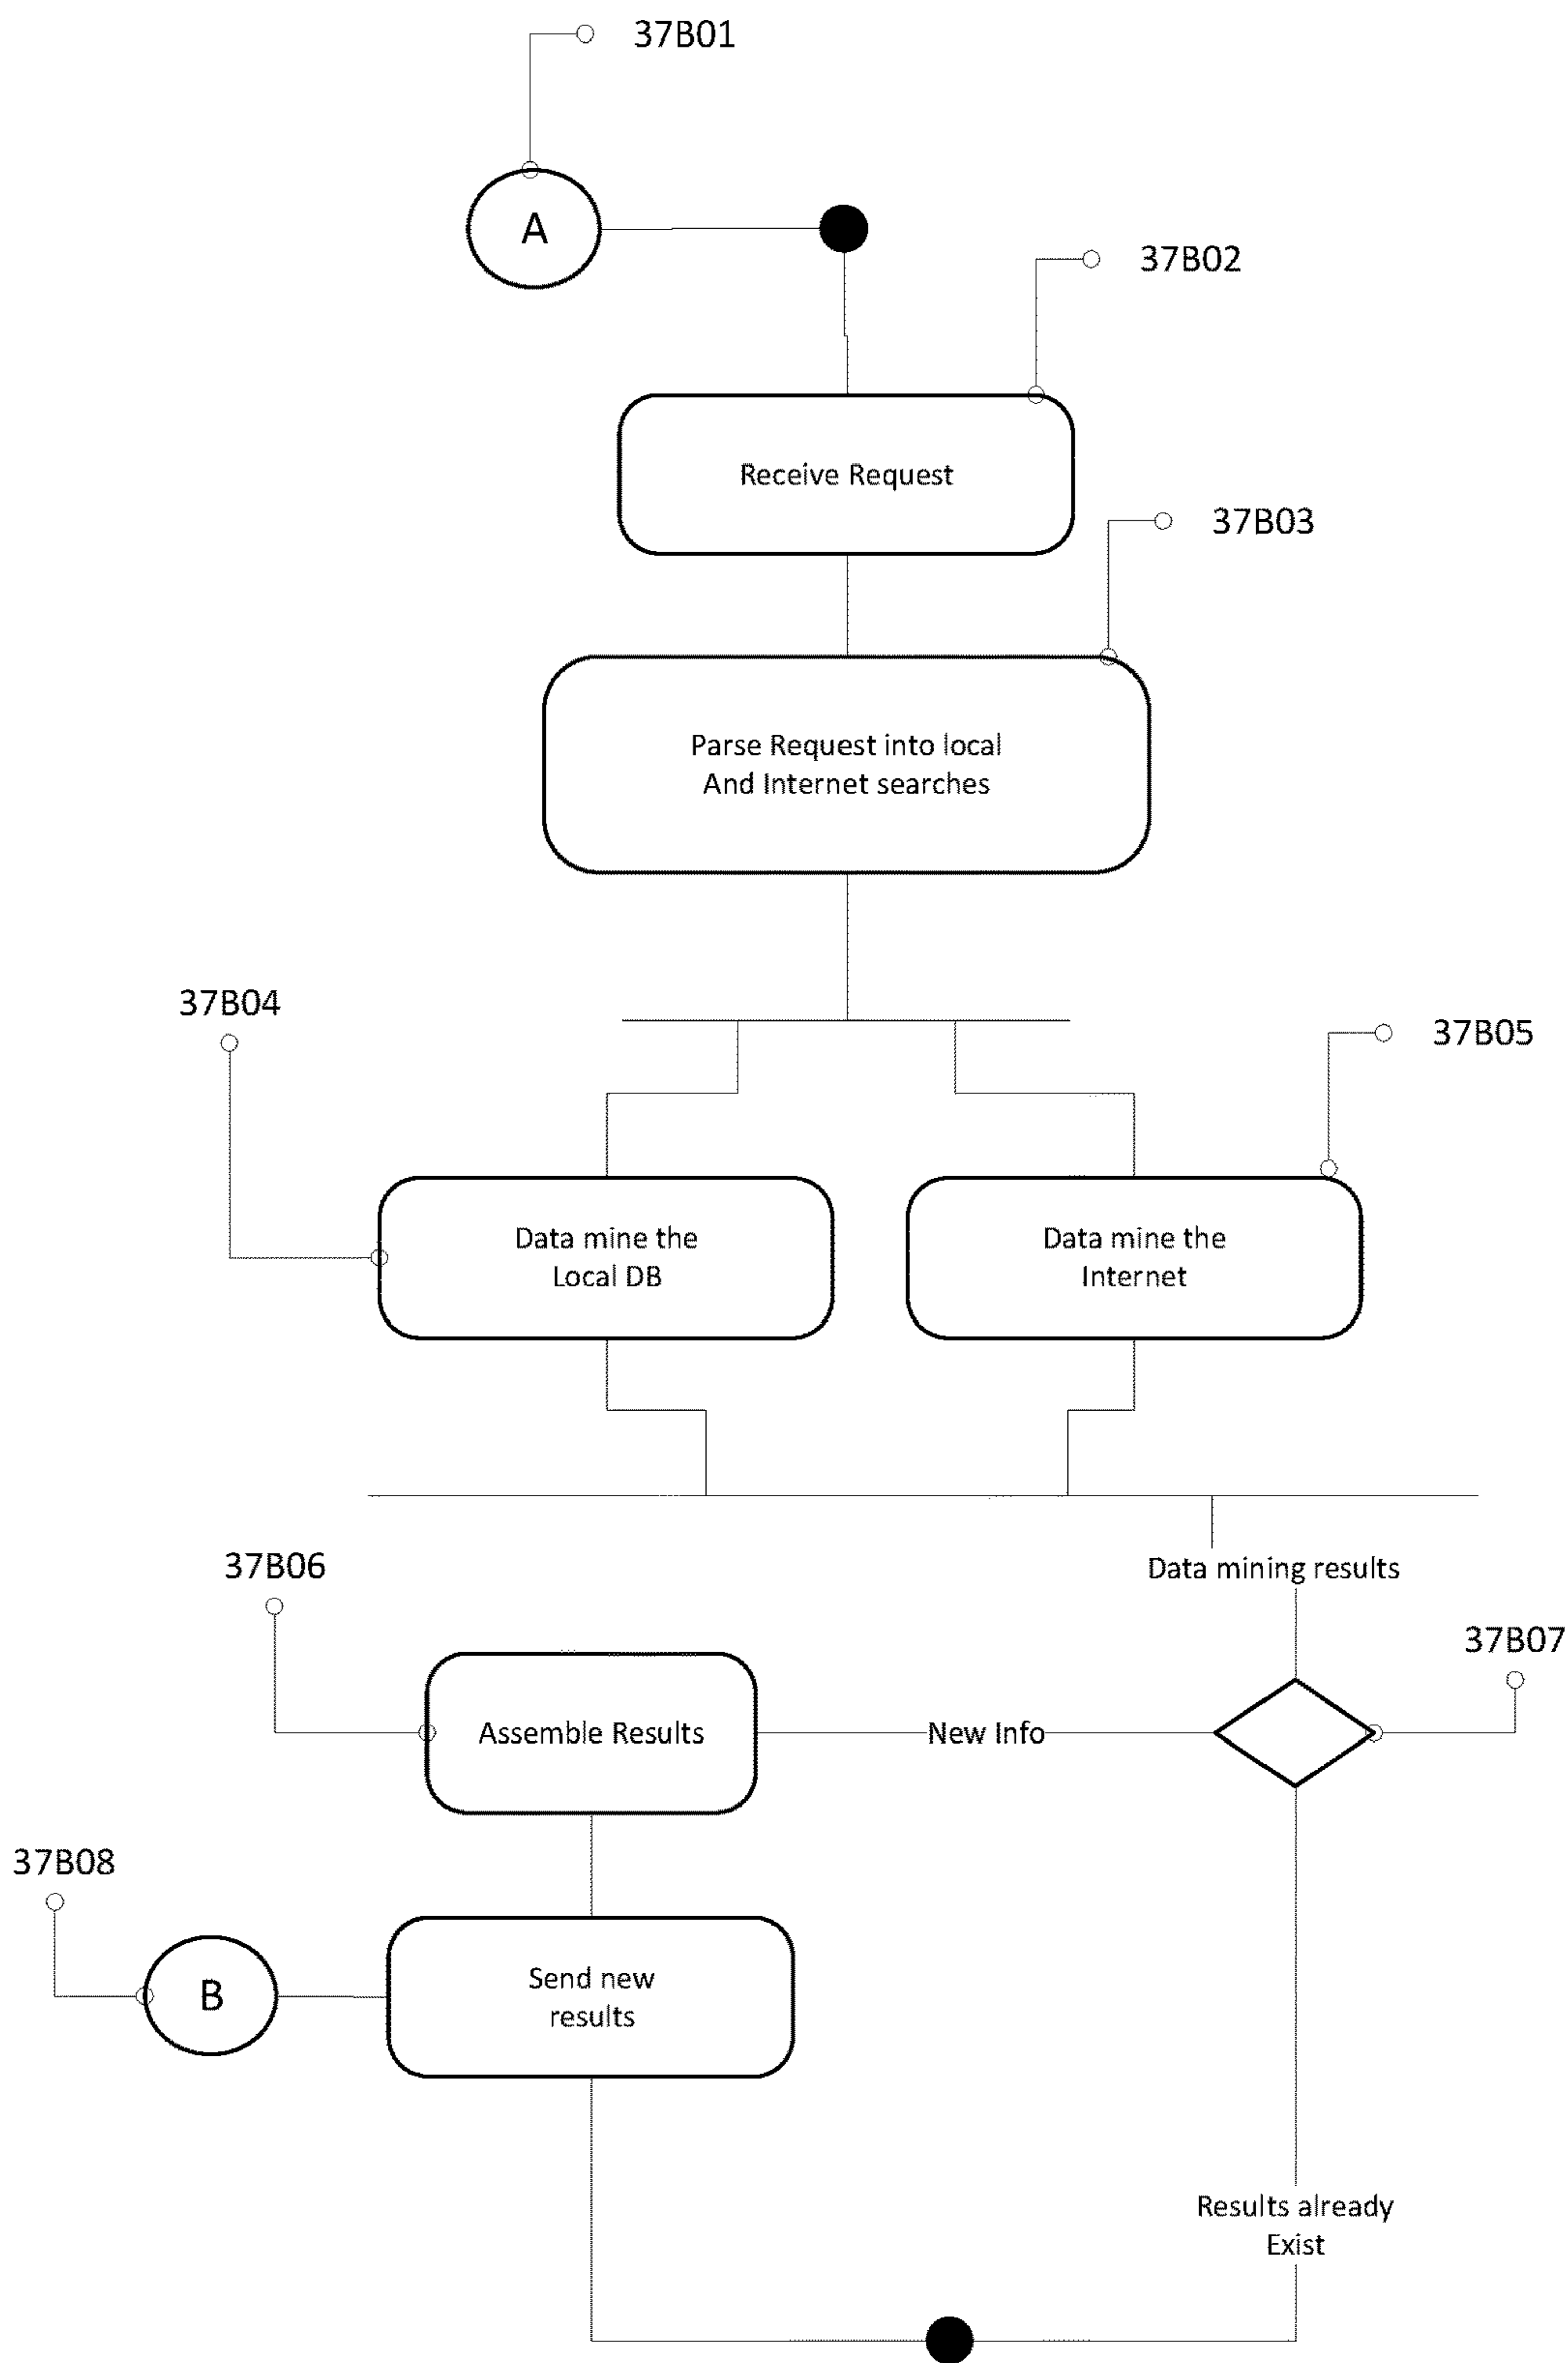 37B01
A
37B02
Receive Request
37B03
Parse Request into local
And Internet searches
37B04
37B05
Data mine the
Local DB
Data mine the
Internet
Data mining results
37B06
37B07
Assemble Results
New Info
37B08
B
Send new
results
Results already
Exist